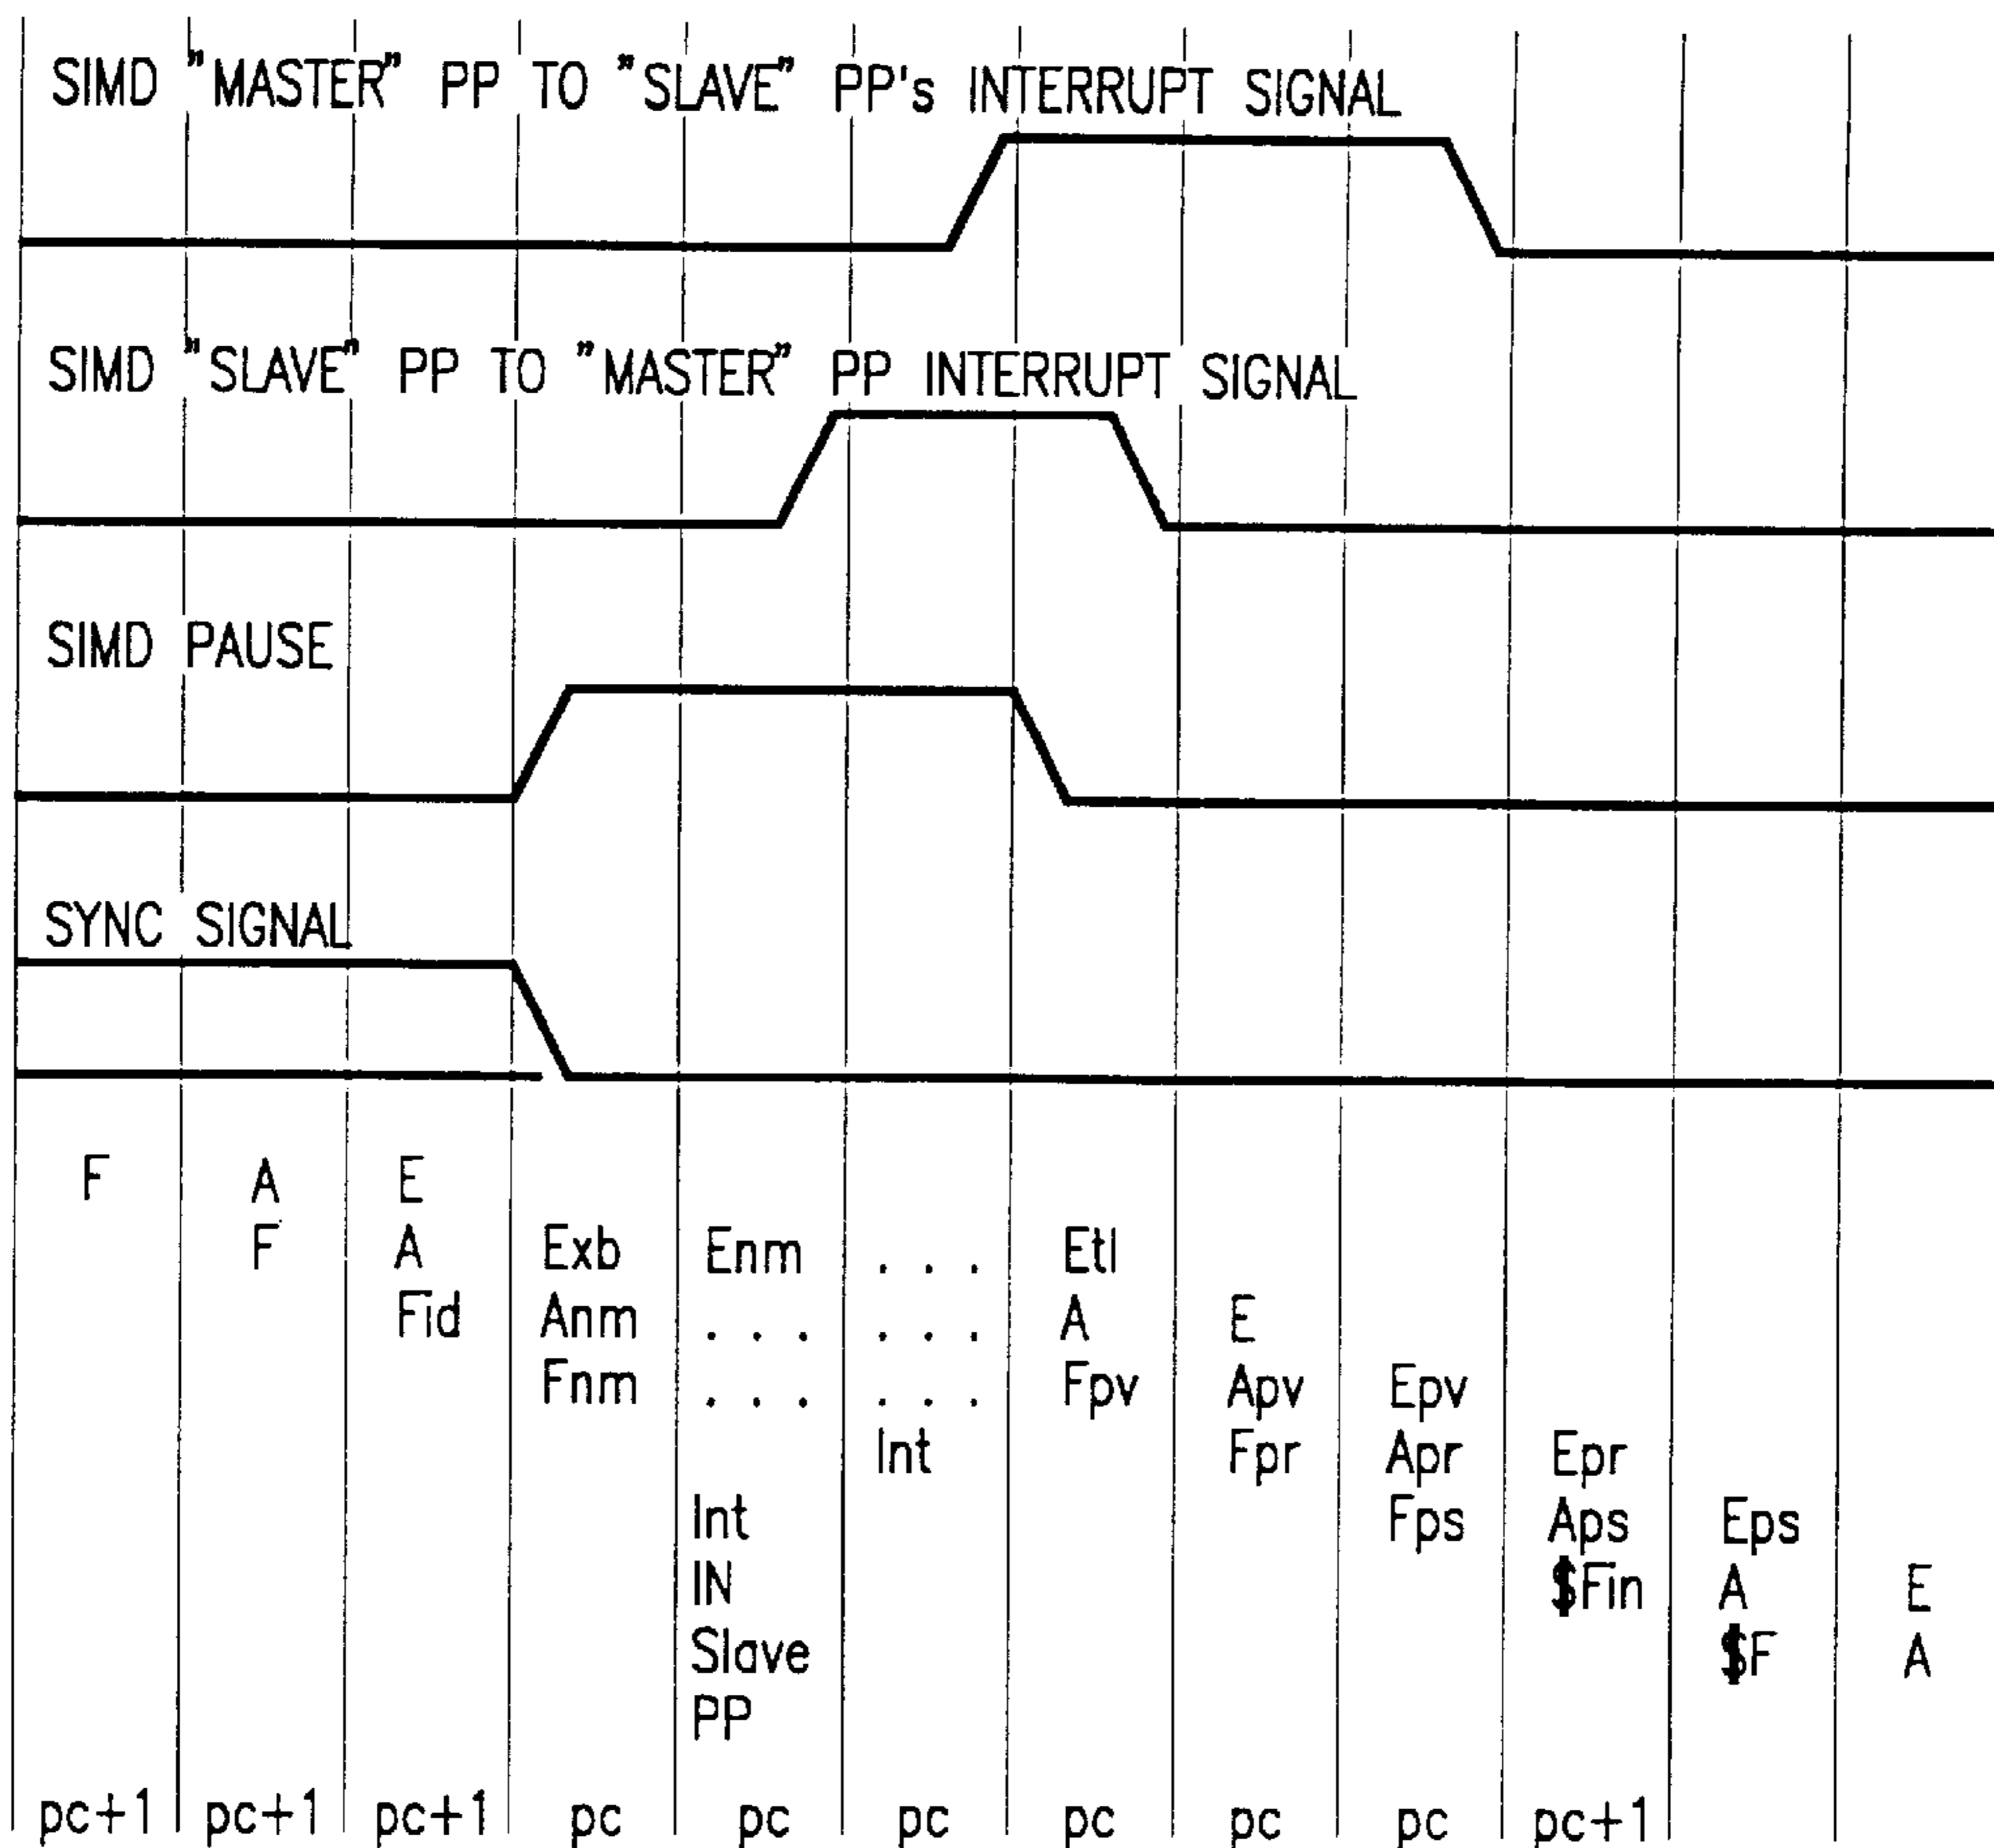 SIMD "MASTER" PP TO "SLAVE" PP's INTERRUPT SIGNAL
SIMD "SLAVE" PP TO "MASTER" PP INTERRUPT SIGNAL
SIMD PAUSE
SYNC SIGNAL
F A E
F A Exb Enm . . . Etl
Fid Anm . . . . . . A E
Fnm . . . . . . Fpv Apv Epv
Int Fpr Apr Epr
Int Fps Aps Eps
IN $Fin A E
Slave $F A
PP
pc+1 pc+1 pc+1 pc pc pc pc pc pc pc+1